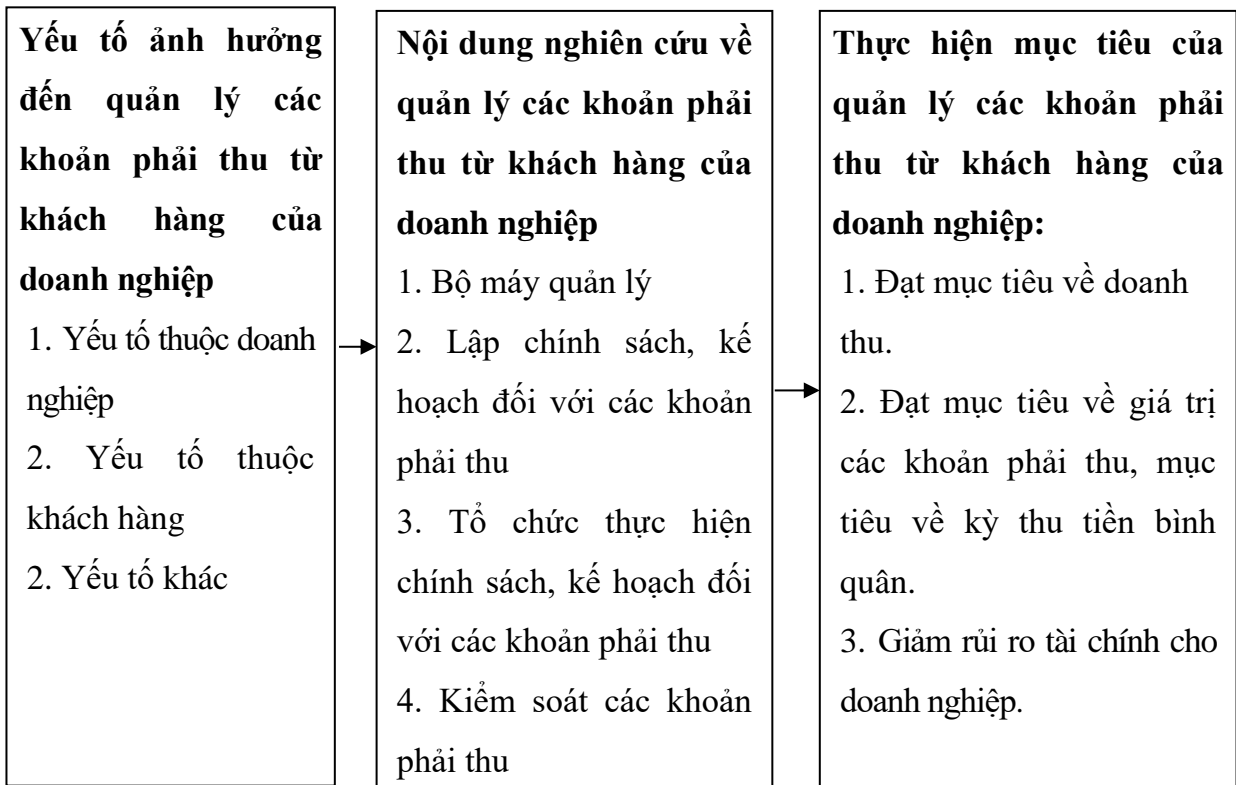 Yếu tố ảnh hưởng
đến quản lý các
khoản phải thu từ
khách hàng của
doanh nghiệp
1. Yếu tố thuộc doanh
nghiệp
2. Yếu tố thuộc
khách hàng
2. Yếu tố khác
Nội dung nghiên cứu về
quản lý các khoản phải
thu từ khách hàng của
doanh nghiệp
1. Bộ máy quản lý
2. Lập chính sách, kế
hoạch đối với các khoản
phải thu
3. Tổ chức thực hiện
chính sách, kế hoạch đối
với các khoản phải thu
4. Kiểm soát các khoản
phải thu
Thực hiện mục tiêu của
quản lý các khoản phải
thu từ khách hàng của
doanh nghiệp:
1. Đạt mục tiêu về doanh
thu.
2. Đạt mục tiêu về giá trị
các khoản phải thu, mục
tiêu về kỳ thu tiền bình
quân.
3. Giảm rủi ro tài chính cho
doanh nghiệp.